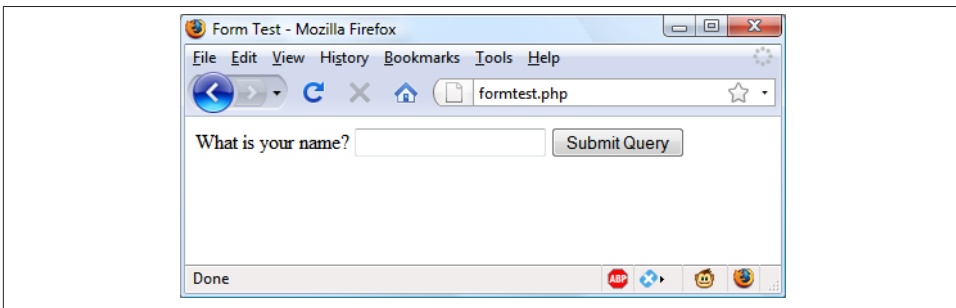 Form Test - Mozilla Firefox
File Edit View History Bookmarks Tools Help
formtest.php
What is your name? Submit Query
Done
ABP